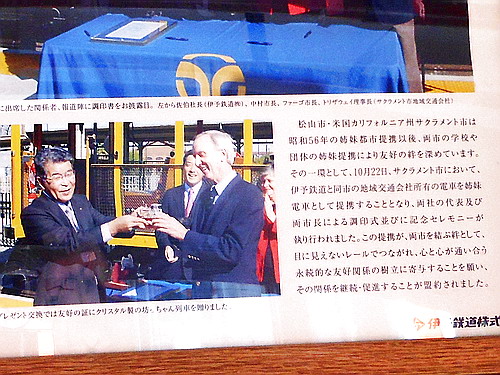 に出席した関係者、報道陣に調印書をお披露目。左から佐伯社長(伊予鉄道㈱)、中村市長、ファーゴ市長、トリザウェイ理事長(サクラメント市地域交通会社)
松山市・米国カリフォルニア州サクラメント市は
昭和56年の姉妹都市提携以後、両市の学校や
団体の姉妹提携により友好の絆を深めています。
その一環として、10月22日、サクラメント市において、
伊予鉄道と同市の地域交通会社所有の電車を姉妹
電車として提携することとなり、両社の代表及び
両市長による調印式並びに記念セレモニーが
執り行われました。この提携が、両市を結ぶ絆として、
目に見えないレールでつながれ、心と心が通い合う
永続的な友好関係の樹立に寄与することを願い、
その関係を継続・促進することが盟約されました。
プレゼント交換では友好の証にクリスタル製の坊っちゃん列車を贈りました。
伊予鉄道株式